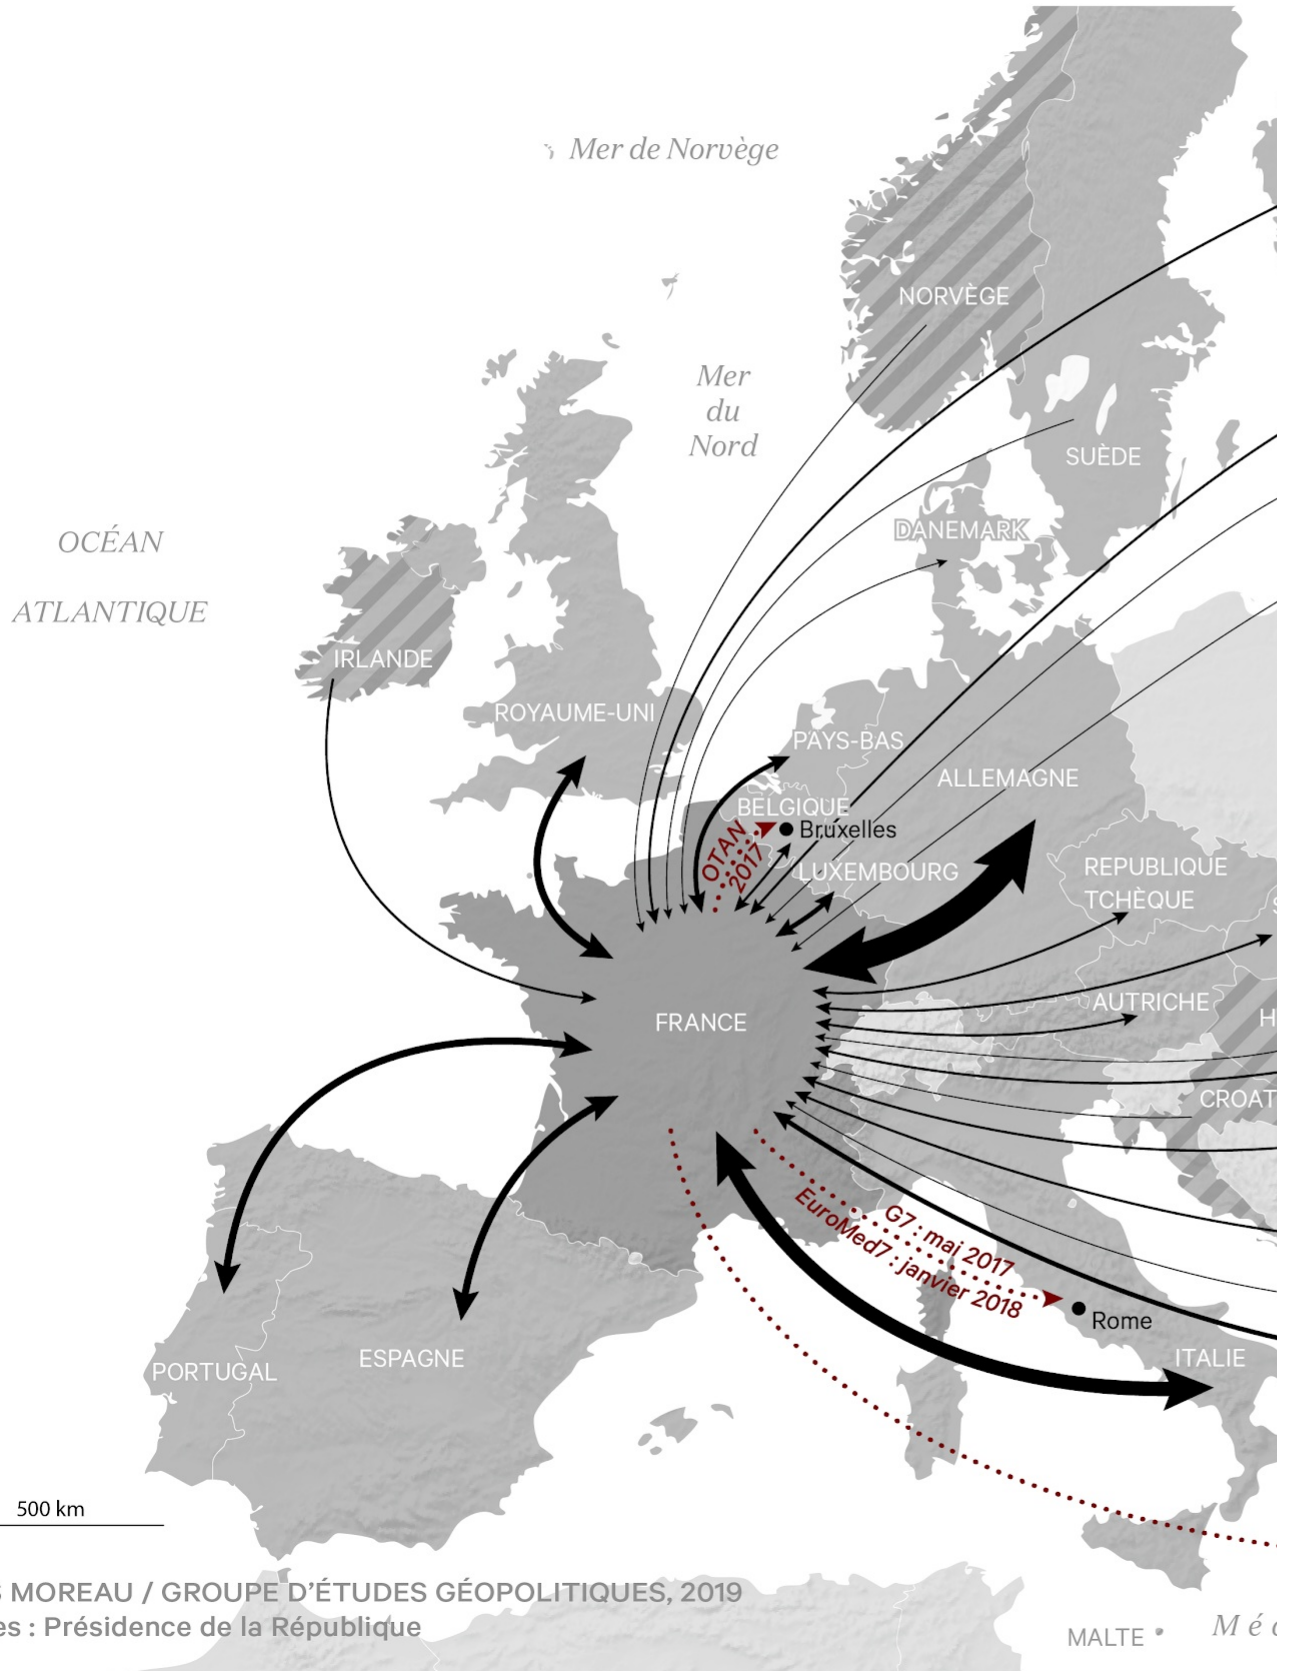 Mer de Norvège
NORVÈGE
Mer
du
Nord
SUÈDE
DANEMARK
OCÉAN
ATLANTIQUE
IRLANDE
ROYAUME-UNI
PAYS-BAS
ALLEMAGNE
BELGIQUE
Bruxelles
OTAN
2017
LUXEMBOURG
REPUBLIQUE
TCHÈQUE
S
AUTRICHE
H
FRANCE
CROAT
G7 : mai 2017
EuroMed7 : janvier 2018
Rome
ITALIE
ESPAGNE
PORTUGAL
500 km
S MOREAU / GROUPE D'ÉTUDES GÉOPOLITIQUES, 2019
es : Présidence de la République
MALTE
M é